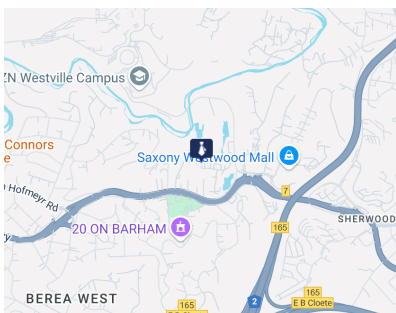 ZN Westville Campus
Connors
e
Saxony Westwood Mall
Hofmeyr Rd
7
SHERWOOD
20 ON BARHAM
165
BEREA WEST
2
165
E B Cloete
165